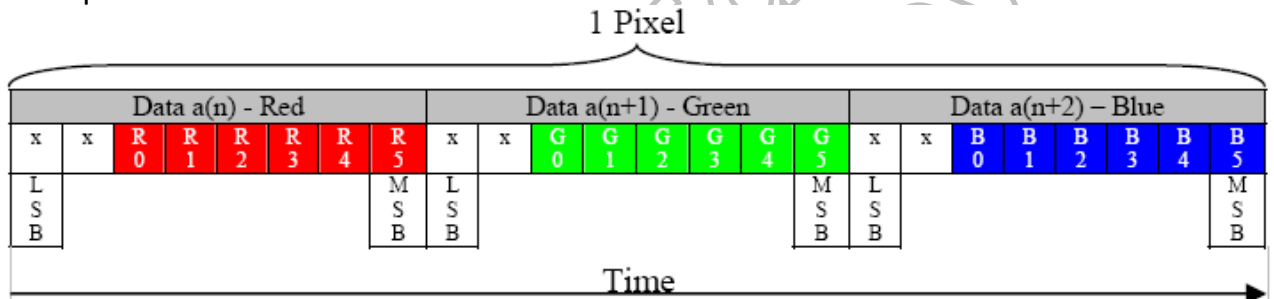 1 Pixel
Data a(n) - Red Data a(n+1) - Green Data a(n+2) – Blue
x x R0 R1 R2 R3 R4 R5 x x G0 G1 G2 G3 G4 G5 x x B0 B1 B2 B3 B4 B5
LSB MSB LSB MSB LSB MSB
Time